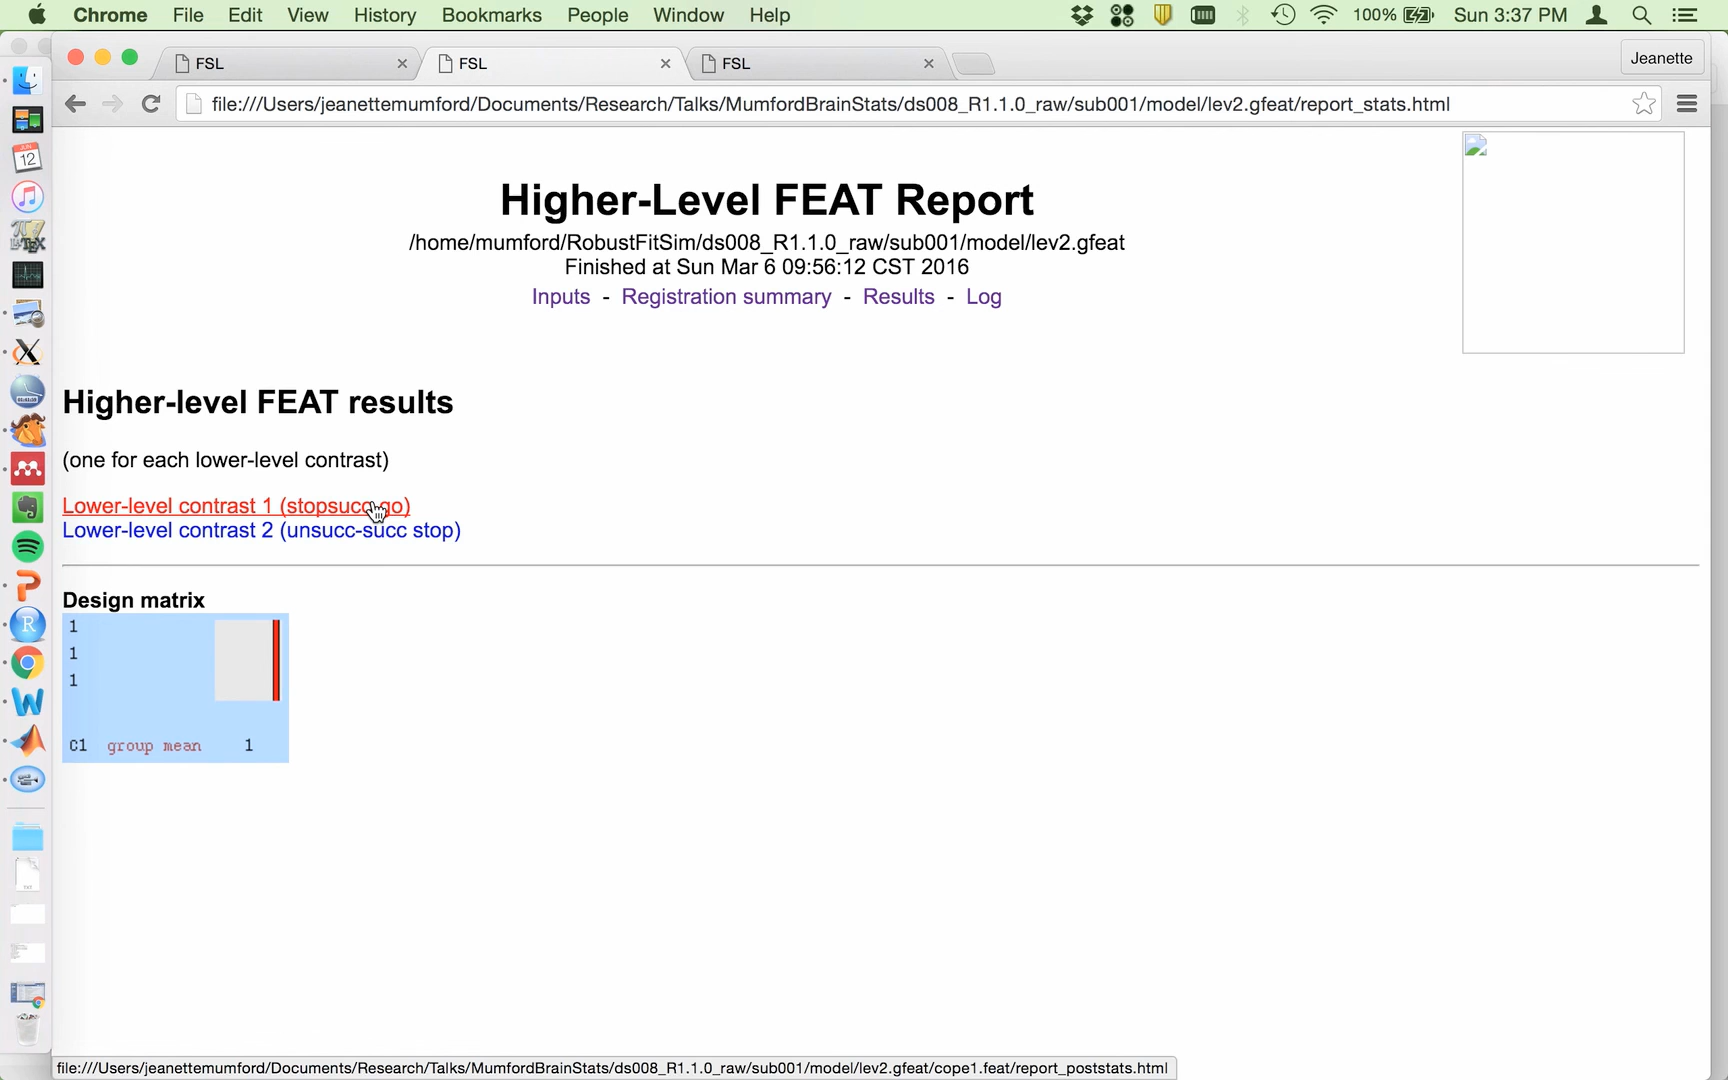 Chrome File Edit View History Bookmarks People Window Help 100% Sun 3:37 PM
FSL FSL FSL Jeanette
file:///Users/jeanettemumford/Documents/Research/Talks/MumfordBrainStats/ds008_R1.1.0_raw/sub001/model/lev2.gfeat/report_stats.html
Higher-Level FEAT Report
/home/mumford/RobustFitSim/ds008_R1.1.0_raw/sub001/model/lev2.gfeat
Finished at Sun Mar 6 09:56:12 CST 2016
Inputs - Registration summary - Results - Log
Higher-level FEAT results
(one for each lower-level contrast)
Lower-level contrast 1 (stopsucc-go)
Lower-level contrast 2 (unsucc-succ stop)
Design matrix
1
1
1
C1 group mean 1
file:///Users/jeanettemumford/Documents/Research/Talks/MumfordBrainStats/ds008_R1.1.0_raw/sub001/model/lev2.gfeat/cope1.feat/report_poststats.html